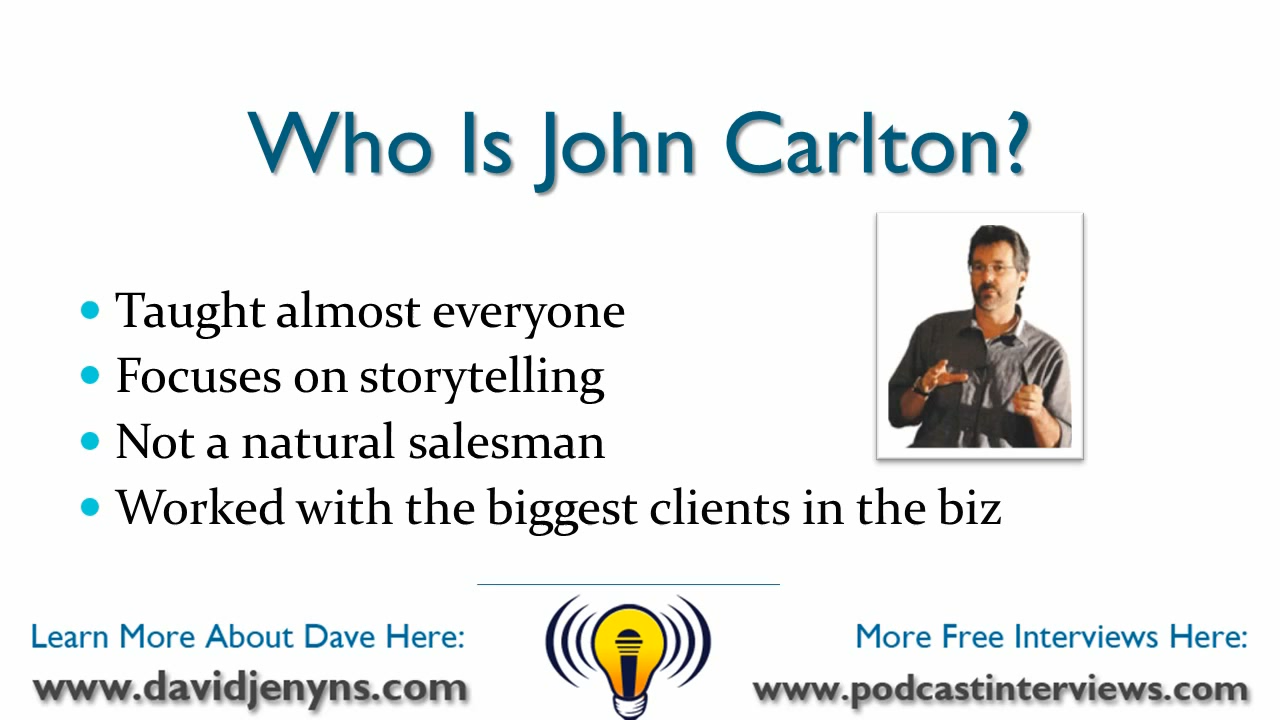 Who Is John Carlton?
Taught almost everyone
Focuses on storytelling
Not a natural salesman
Worked with the biggest clients in the biz
Learn More About Dave Here:
www.davidjenyns.com
More Free Interviews Here:
www.podcastinterviews.com